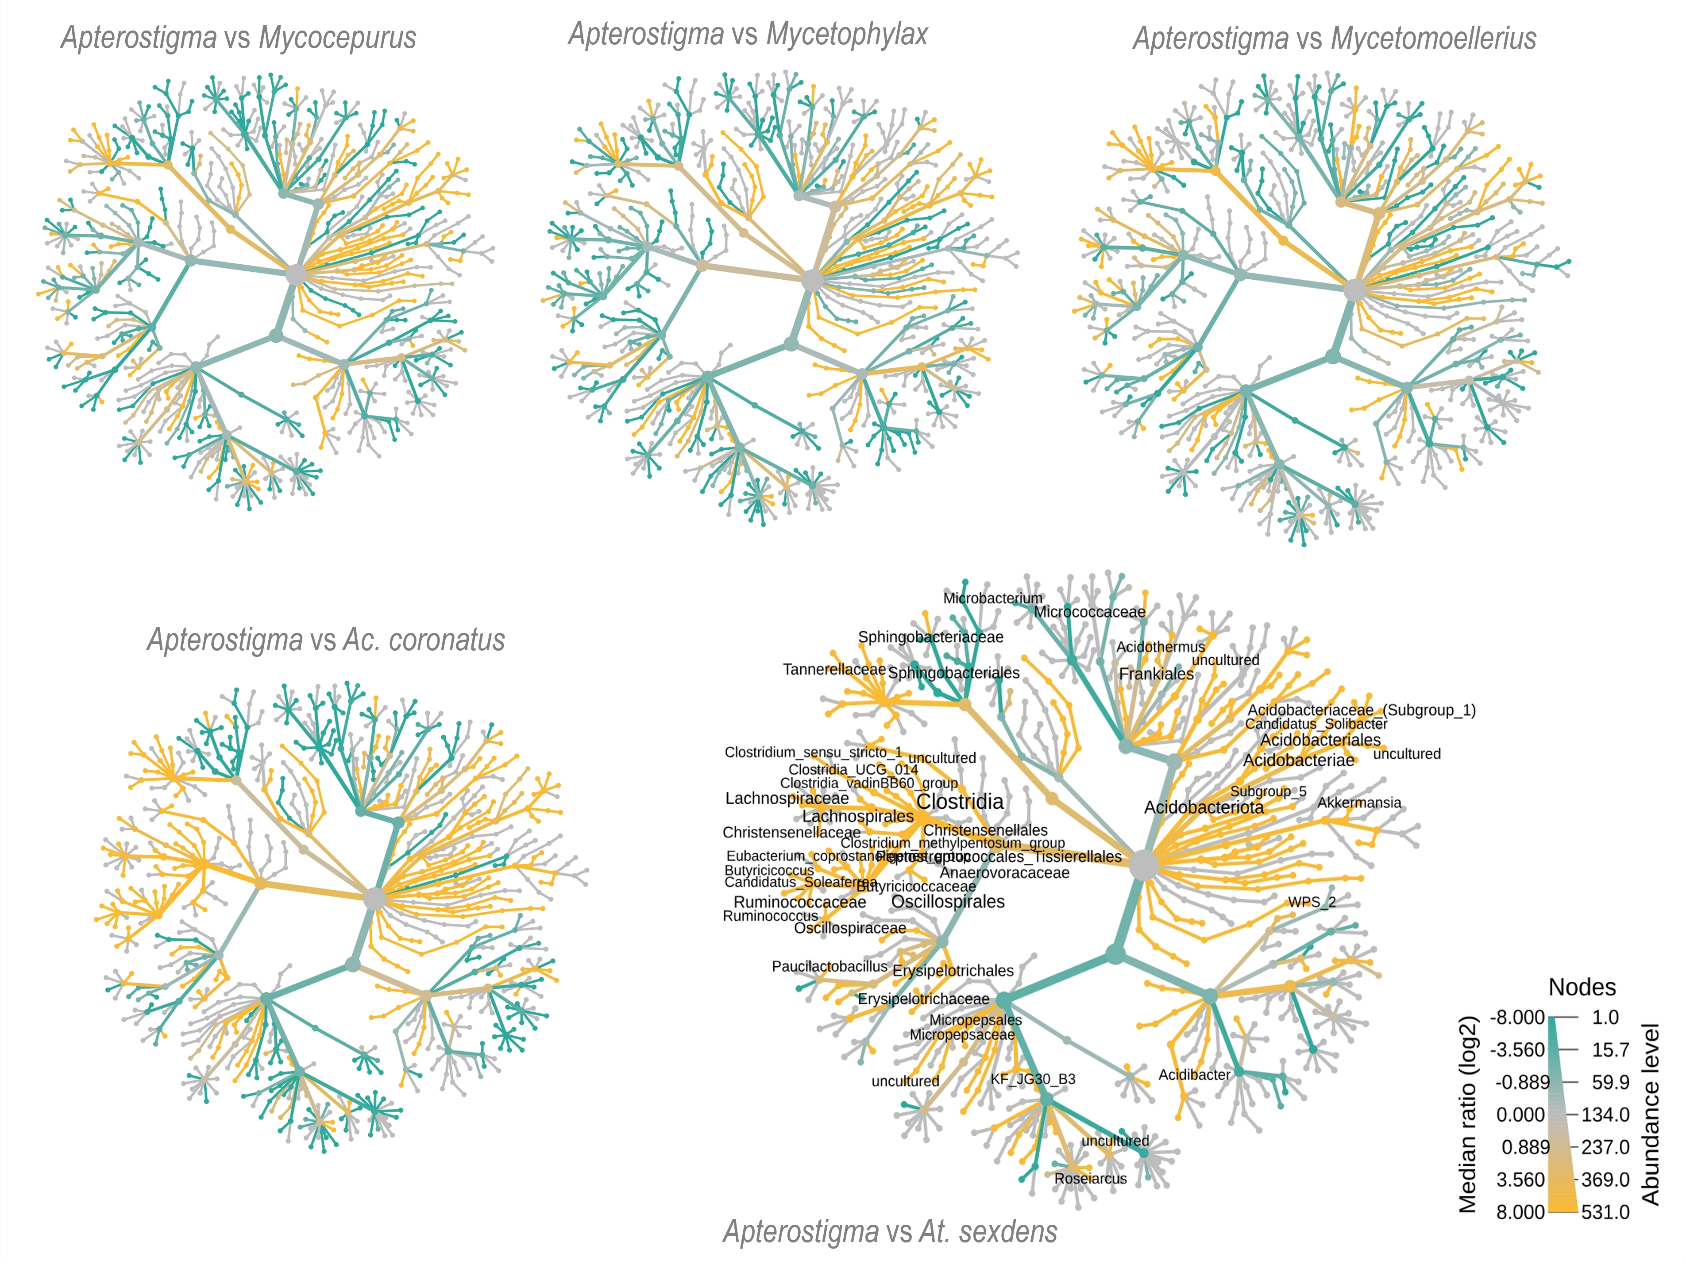 Apterostigma vs Mycocepurus
Apterostigma vs Mycetophylax
Apterostigma vs Mycetomoellerius
Apterostigma vs Ac. coronatus
Microbacterium
Micrococcaceae
Sphingobacteriaceae
Acidothermus
uncultured
Tannerellaceae
Sphingobacteriales
Frankiales
Acidobacteriaceae_(Subgroup_1)
Candidatus_Solibacter
Acidobacteriales
uncultured
Acidobacteriae
Clostridium_sensu_stricto_1
uncultured
Clostridia_UCG_014
Clostridia_vadinBB60_group
Subgroup_5
Lachnospiraceae
Clostridia
Acidobacteriota
Akkermansia
Lachnospirales
Christensenellaceae
Christensenellales
Clostridium_methylpentosum_group
Eubacterium_coprostanoligenes_group
Peptostreptococcales_Tissierellales
Butyricicoccus
Anaerovoracaceae
Candidatus_Soleaferrea
Butyricicoccaceae
Ruminococcaceae
Oscillospirales
WPS_2
Ruminococcus
Oscillospiraceae
Paucilactobacillus
Erysipelotrichales
Erysipelotrichaceae
Micropepsales
Micropepsaceae
uncultured
KF_JG30_B3
Acidibacter
uncultured
Roseiarcus
Nodes
-8.000 1.0
-3.560 15.7
-0.889 59.9
0.000 134.0
0.889 237.0
3.560 369.0
8.000 531.0
Median ratio (log2)
Abundance level
Apterostigma vs At. sexdens